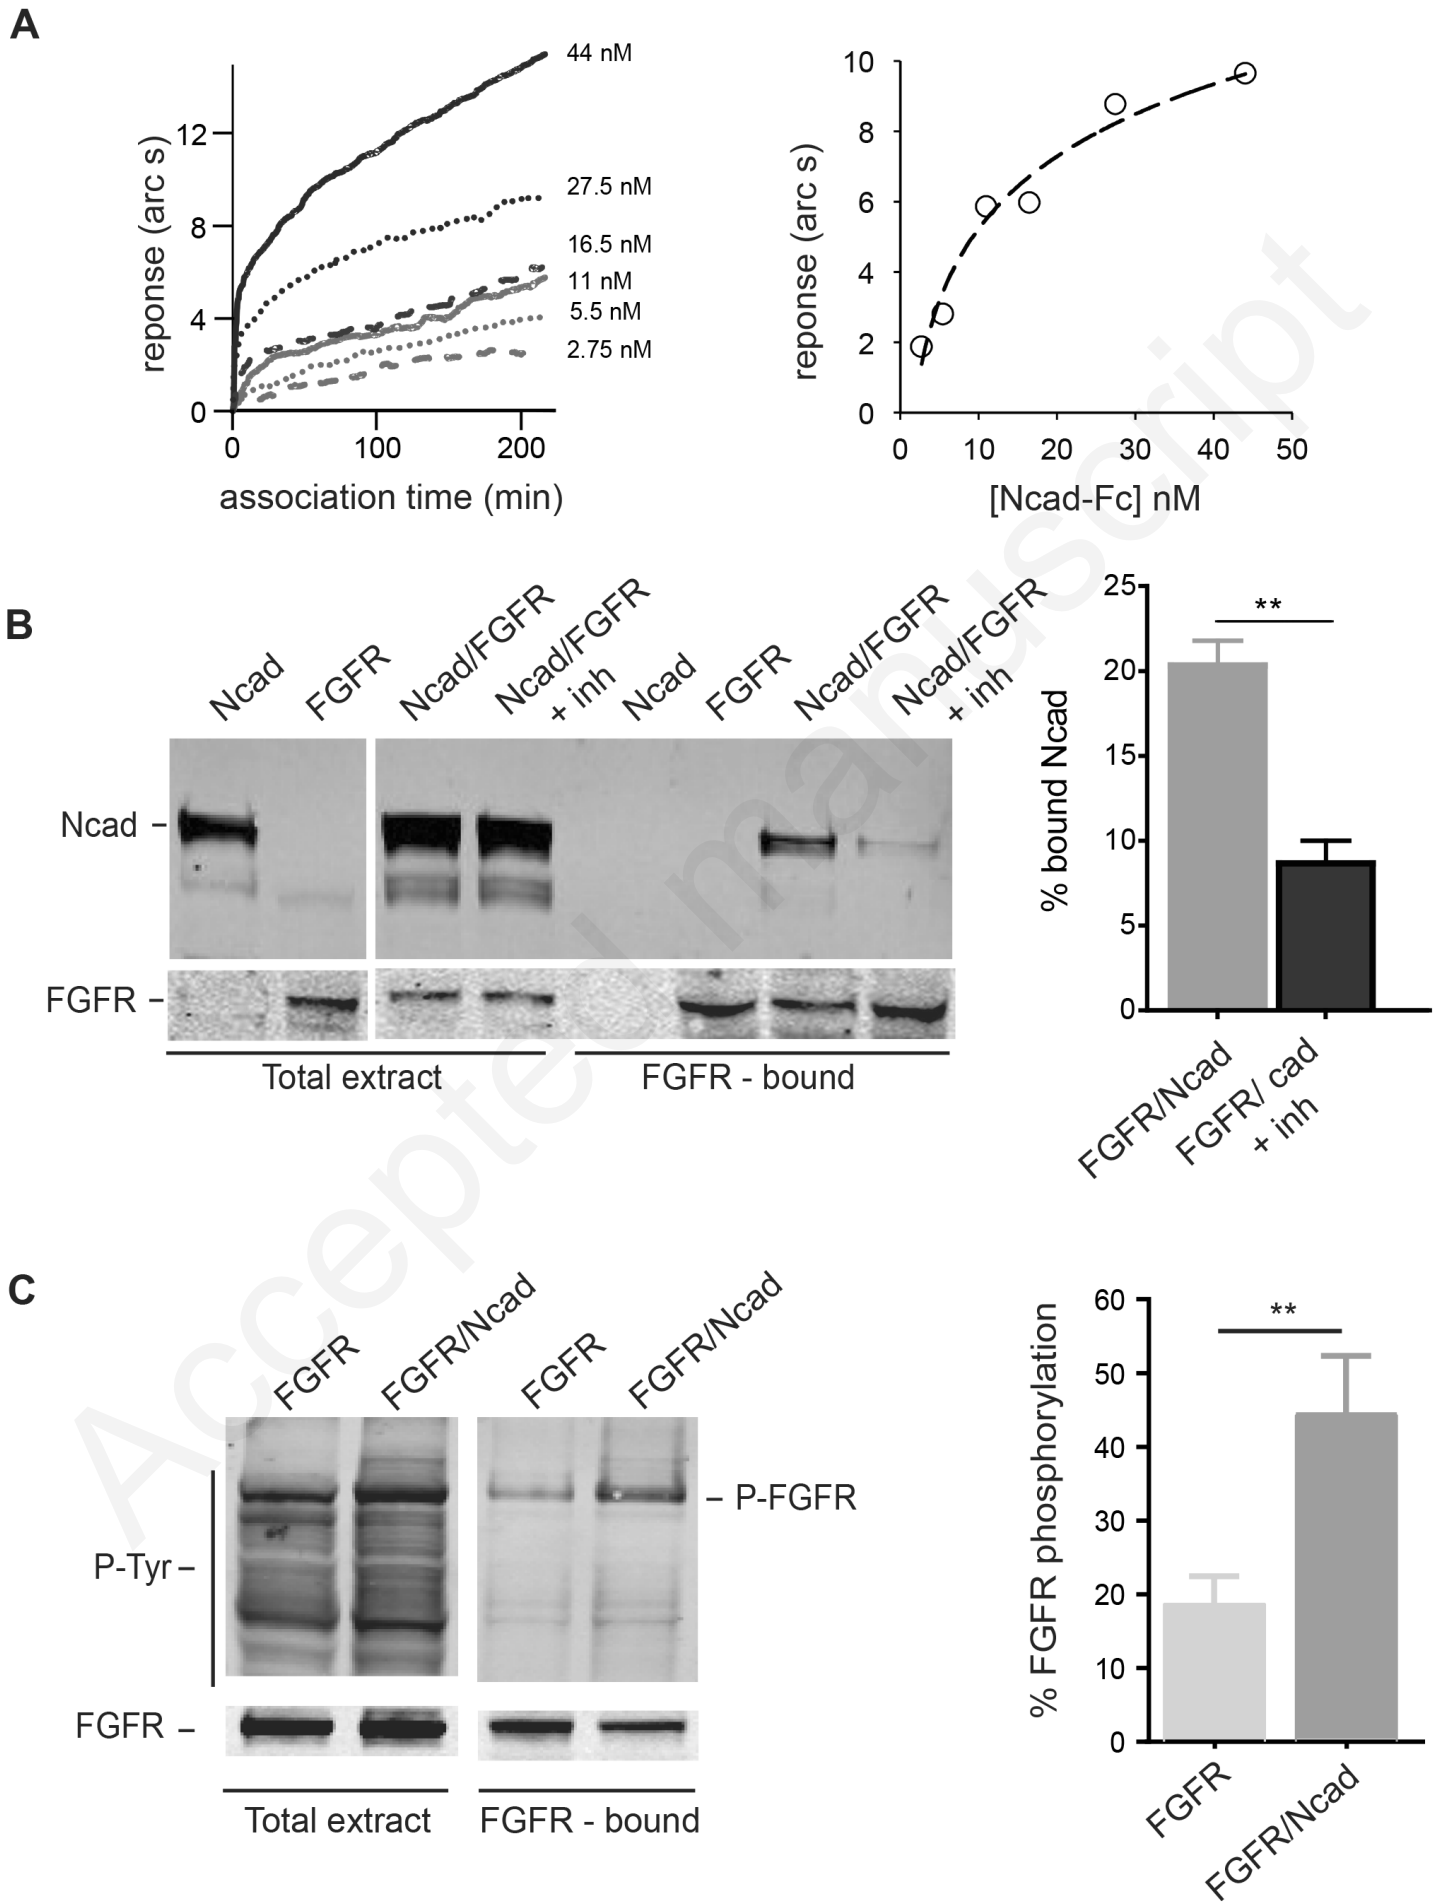 A
reponse (arc s)
12
8
4
0
0
100
200
association time (min)
44 nM
27.5 nM
16.5 nM
11 nM
5.5 nM
2.75 nM
reponse (arc s)
10
8
6
4
2
0
0
10
20
30
40
50
[Ncad-Fc] nM
B
Ncad
FGFR
Ncad/FGFR
Ncad/FGFR
+ inh
Ncad
FGFR
Ncad/FGFR
Ncad/FGFR
+ inh
Ncad
FGFR
Total extract
FGFR - bound
% bound Ncad
25
20
15
10
5
0
**
FGFR/Ncad
FGFR/ cad
+ inh
C
FGFR
FGFR/Ncad
FGFR
FGFR/Ncad
P-Tyr
P-FGFR
FGFR
Total extract
FGFR - bound
% FGFR phosphorylation
60
50
40
30
20
10
0
**
FGFR
FGFR/Ncad
Accepted manuscript